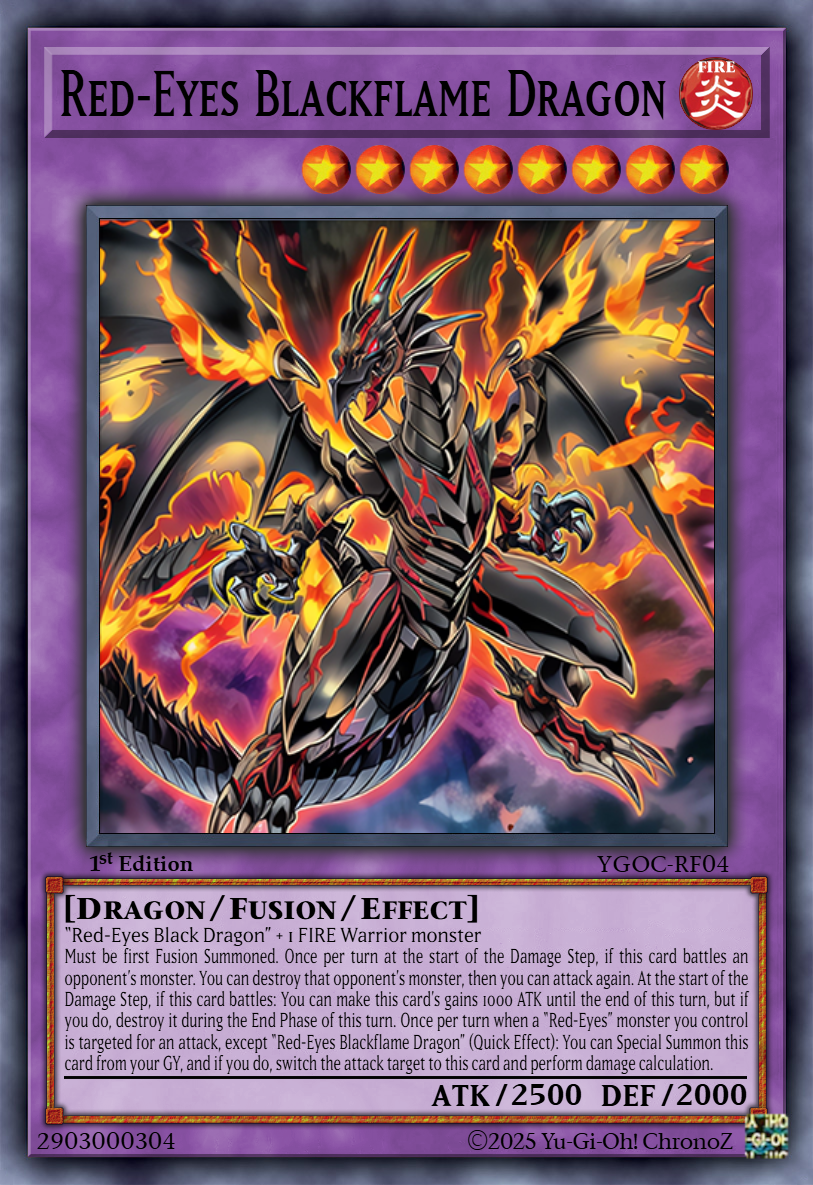 Red-Eyes Blackflame Dragon
FIRE
炎
1st Edition
YGOC-RF04
[Dragon/Fusion/Effect]
"Red-Eyes Black Dragon" + 1 FIRE Warrior monster
Must be first Fusion Summoned. Once per turn at the start of the Damage Step, if this card battles an
opponent's monster. You can destroy that opponent's monster, then you can attack again. At the start of the
Damage Step, if this card battles: You can make this card's gains 1000 ATK until the end of this turn, but if
you do, destroy it during the End Phase of this turn. Once per turn when a "Red-Eyes" monster you control
is targeted for an attack, except "Red-Eyes Blackflame Dragon" (Quick Effect): You can Special Summon this
card from your GY, and if you do, switch the attack target to this card and perform damage calculation.
ATK/2500 DEF/2000
2903000304
©2025 Yu-Gi-Oh! ChronoZ